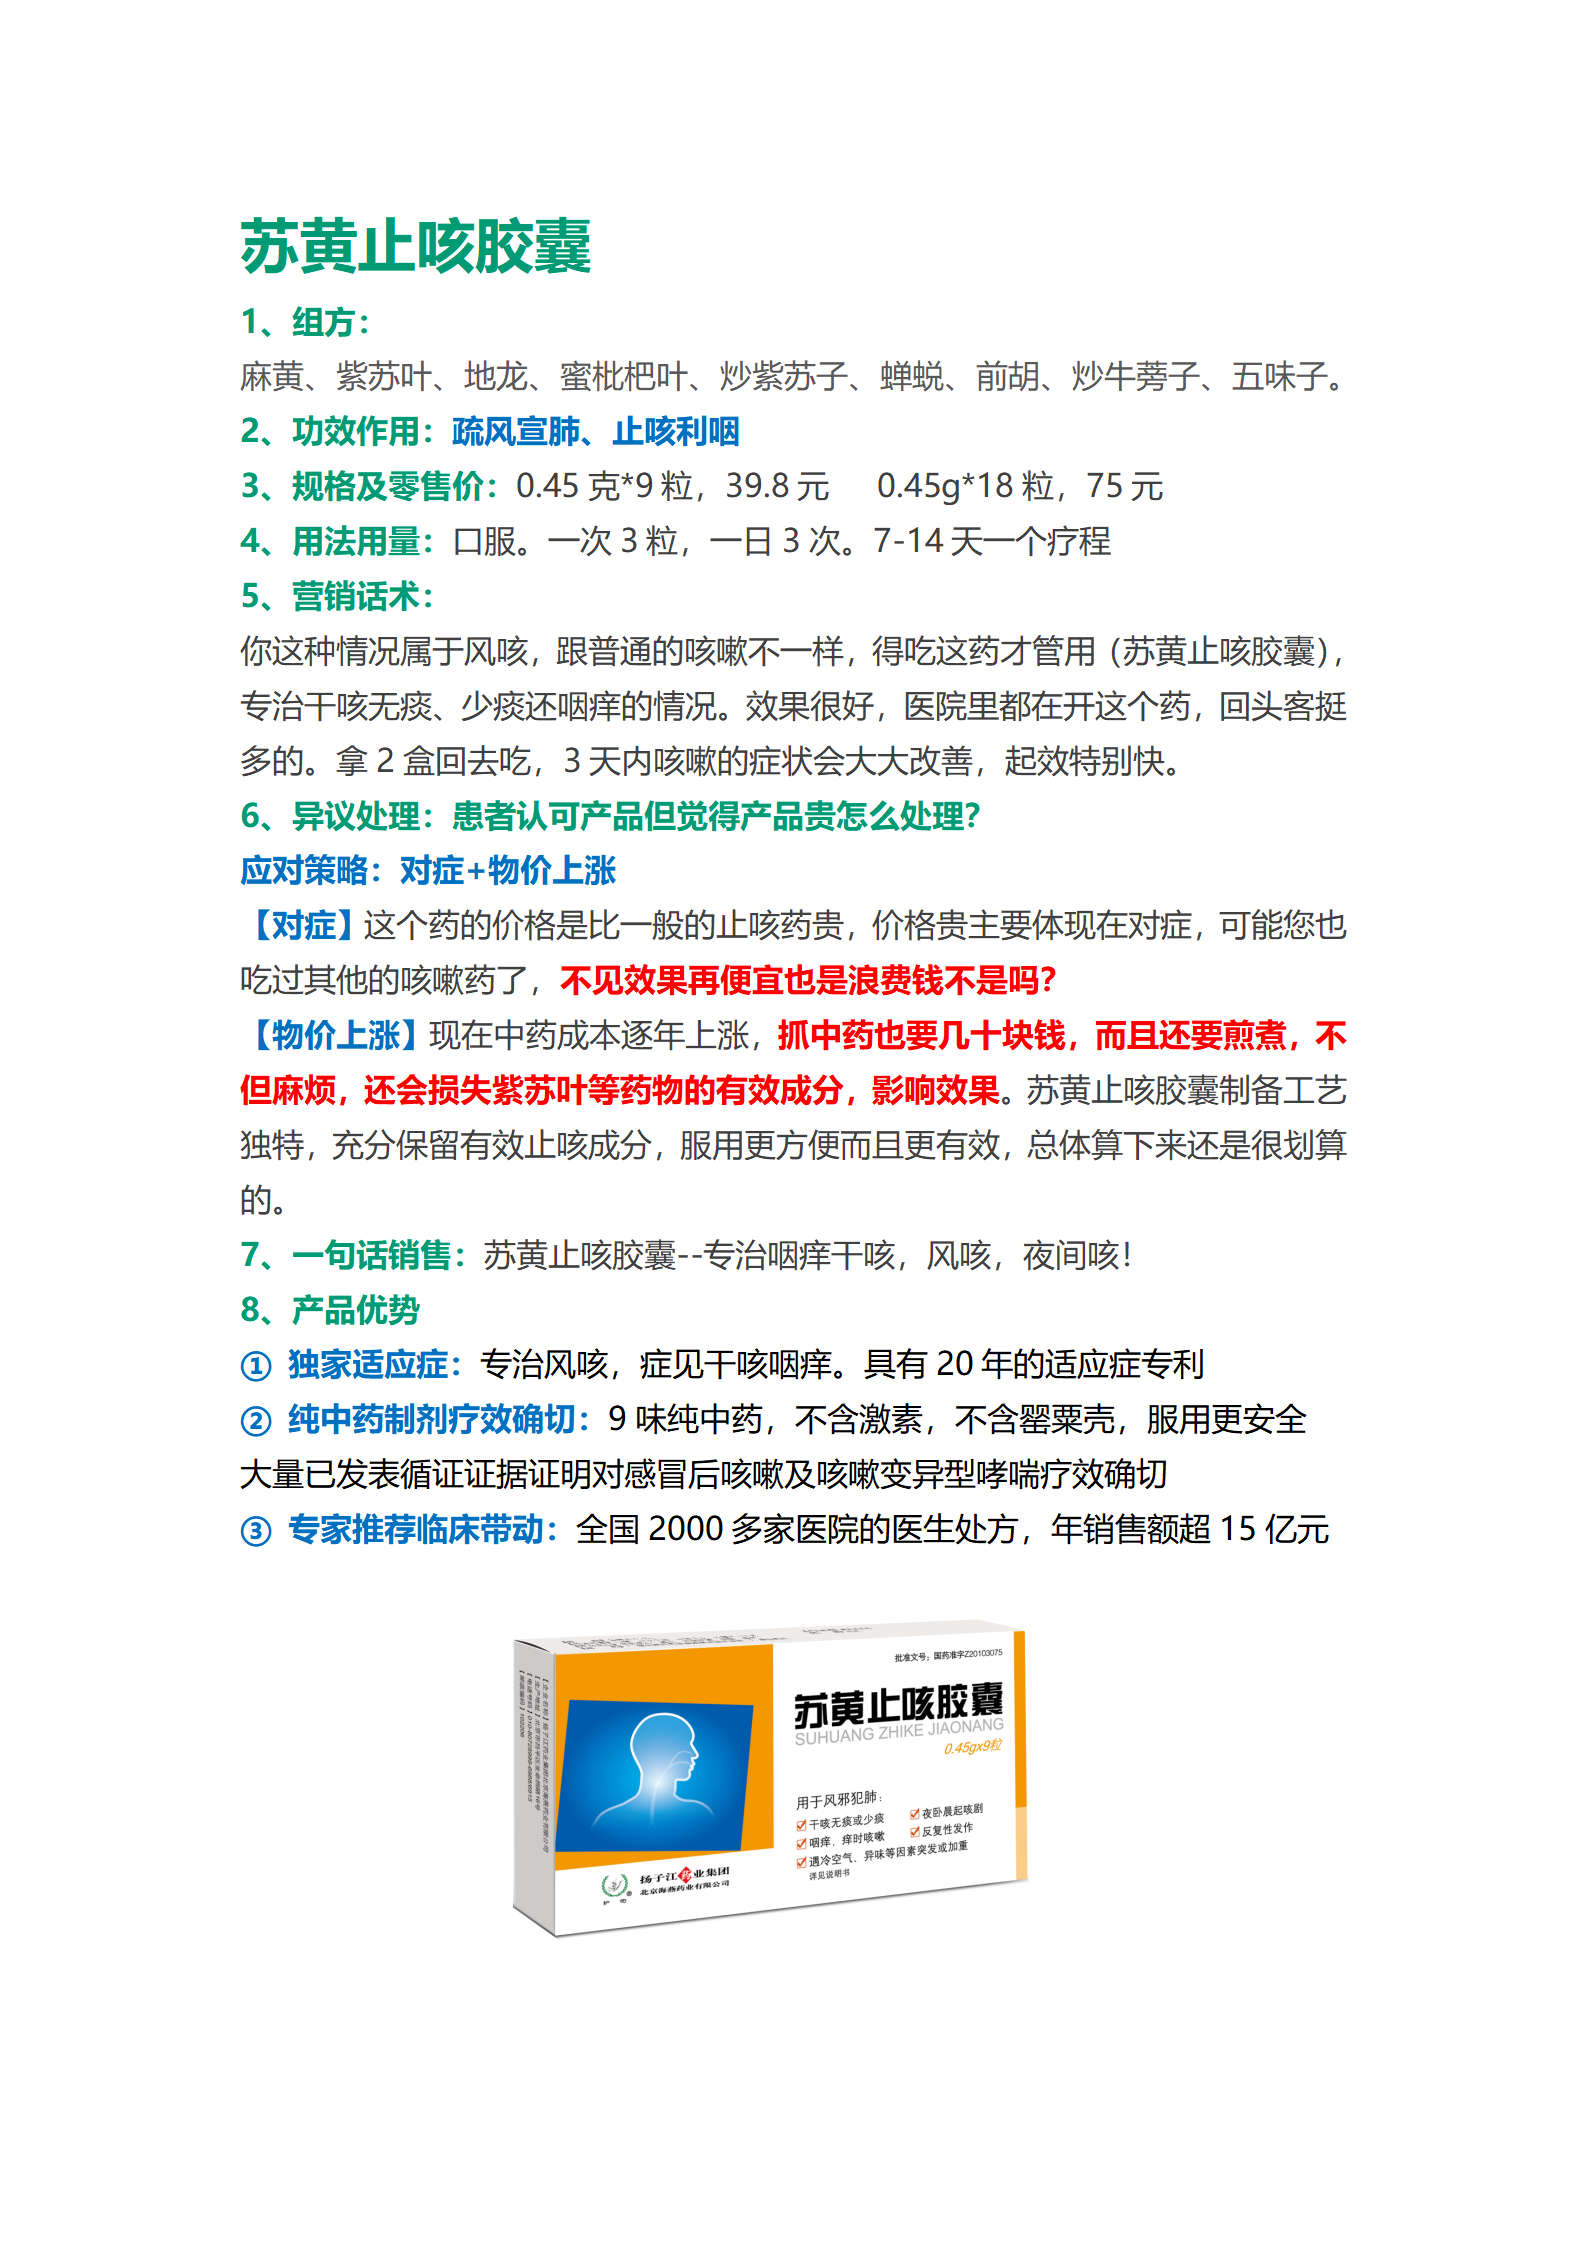 苏黄止咳胶囊
1、组方：
麻黄、紫苏叶、地龙、蜜枇杷叶、炒紫苏子、蝉蜕、前胡、炒牛蒡子、五味子。
2、功效作用：疏风宣肺、止咳利咽
3、规格及零售价：0.45 克*9 粒，39.8 元 0.45g*18 粒，75 元
4、用法用量：口服。一次 3 粒，一日 3 次。7-14 天一个疗程
5、营销话术：
你这种情况属于风咳，跟普通的咳嗽不一样，得吃这药才管用（苏黄止咳胶囊），
专治干咳无痰、少痰还咽痒的情况。效果很好，医院里都在开这个药，回头客挺
多的。拿 2 盒回去吃，3 天内咳嗽的症状会大大改善，起效特别快。
6、异议处理：患者认可产品但觉得产品贵怎么处理？
应对策略：对症+物价上涨
【对症】这个药的价格是比一般的止咳药贵，价格贵主要体现在对症，可能您也
吃过其他的咳嗽药了，不见效果再便宜也是浪费钱不是吗？
【物价上涨】现在中药成本逐年上涨，抓中药也要几十块钱，而且还要煎煮，不
但麻烦，还会损失紫苏叶等药物的有效成分，影响效果。苏黄止咳胶囊制备工艺
独特，充分保留有效止咳成分，服用更方便而且更有效，总体算下来还是很划算
的。
7、一句话销售：苏黄止咳胶囊--专治咽痒干咳，风咳，夜间咳！
8、产品优势
① 独家适应症：专治风咳，症见干咳咽痒。具有 20 年的适应症专利
② 纯中药制剂疗效确切：9 味纯中药，不含激素，不含罂粟壳，服用更安全
大量已发表循证证据证明对感冒后咳嗽及咳嗽变异型哮喘疗效确切
③ 专家推荐临床带动：全国 2000 多家医院的医生处方，年销售额超 15 亿元
批准文号：国药准字Z20103075
苏黄止咳胶囊
SUHUANG ZHIKE JIAONANG
0.45gx9粒
用于风邪犯肺：
干咳无痰或少痰 夜卧晨起咳剧
咽痒、痒时咳嗽 反复性发作
遇冷空气、异味等因素突发或加重
详见说明书
扬子江药业集团
北京海燕药业有限公司